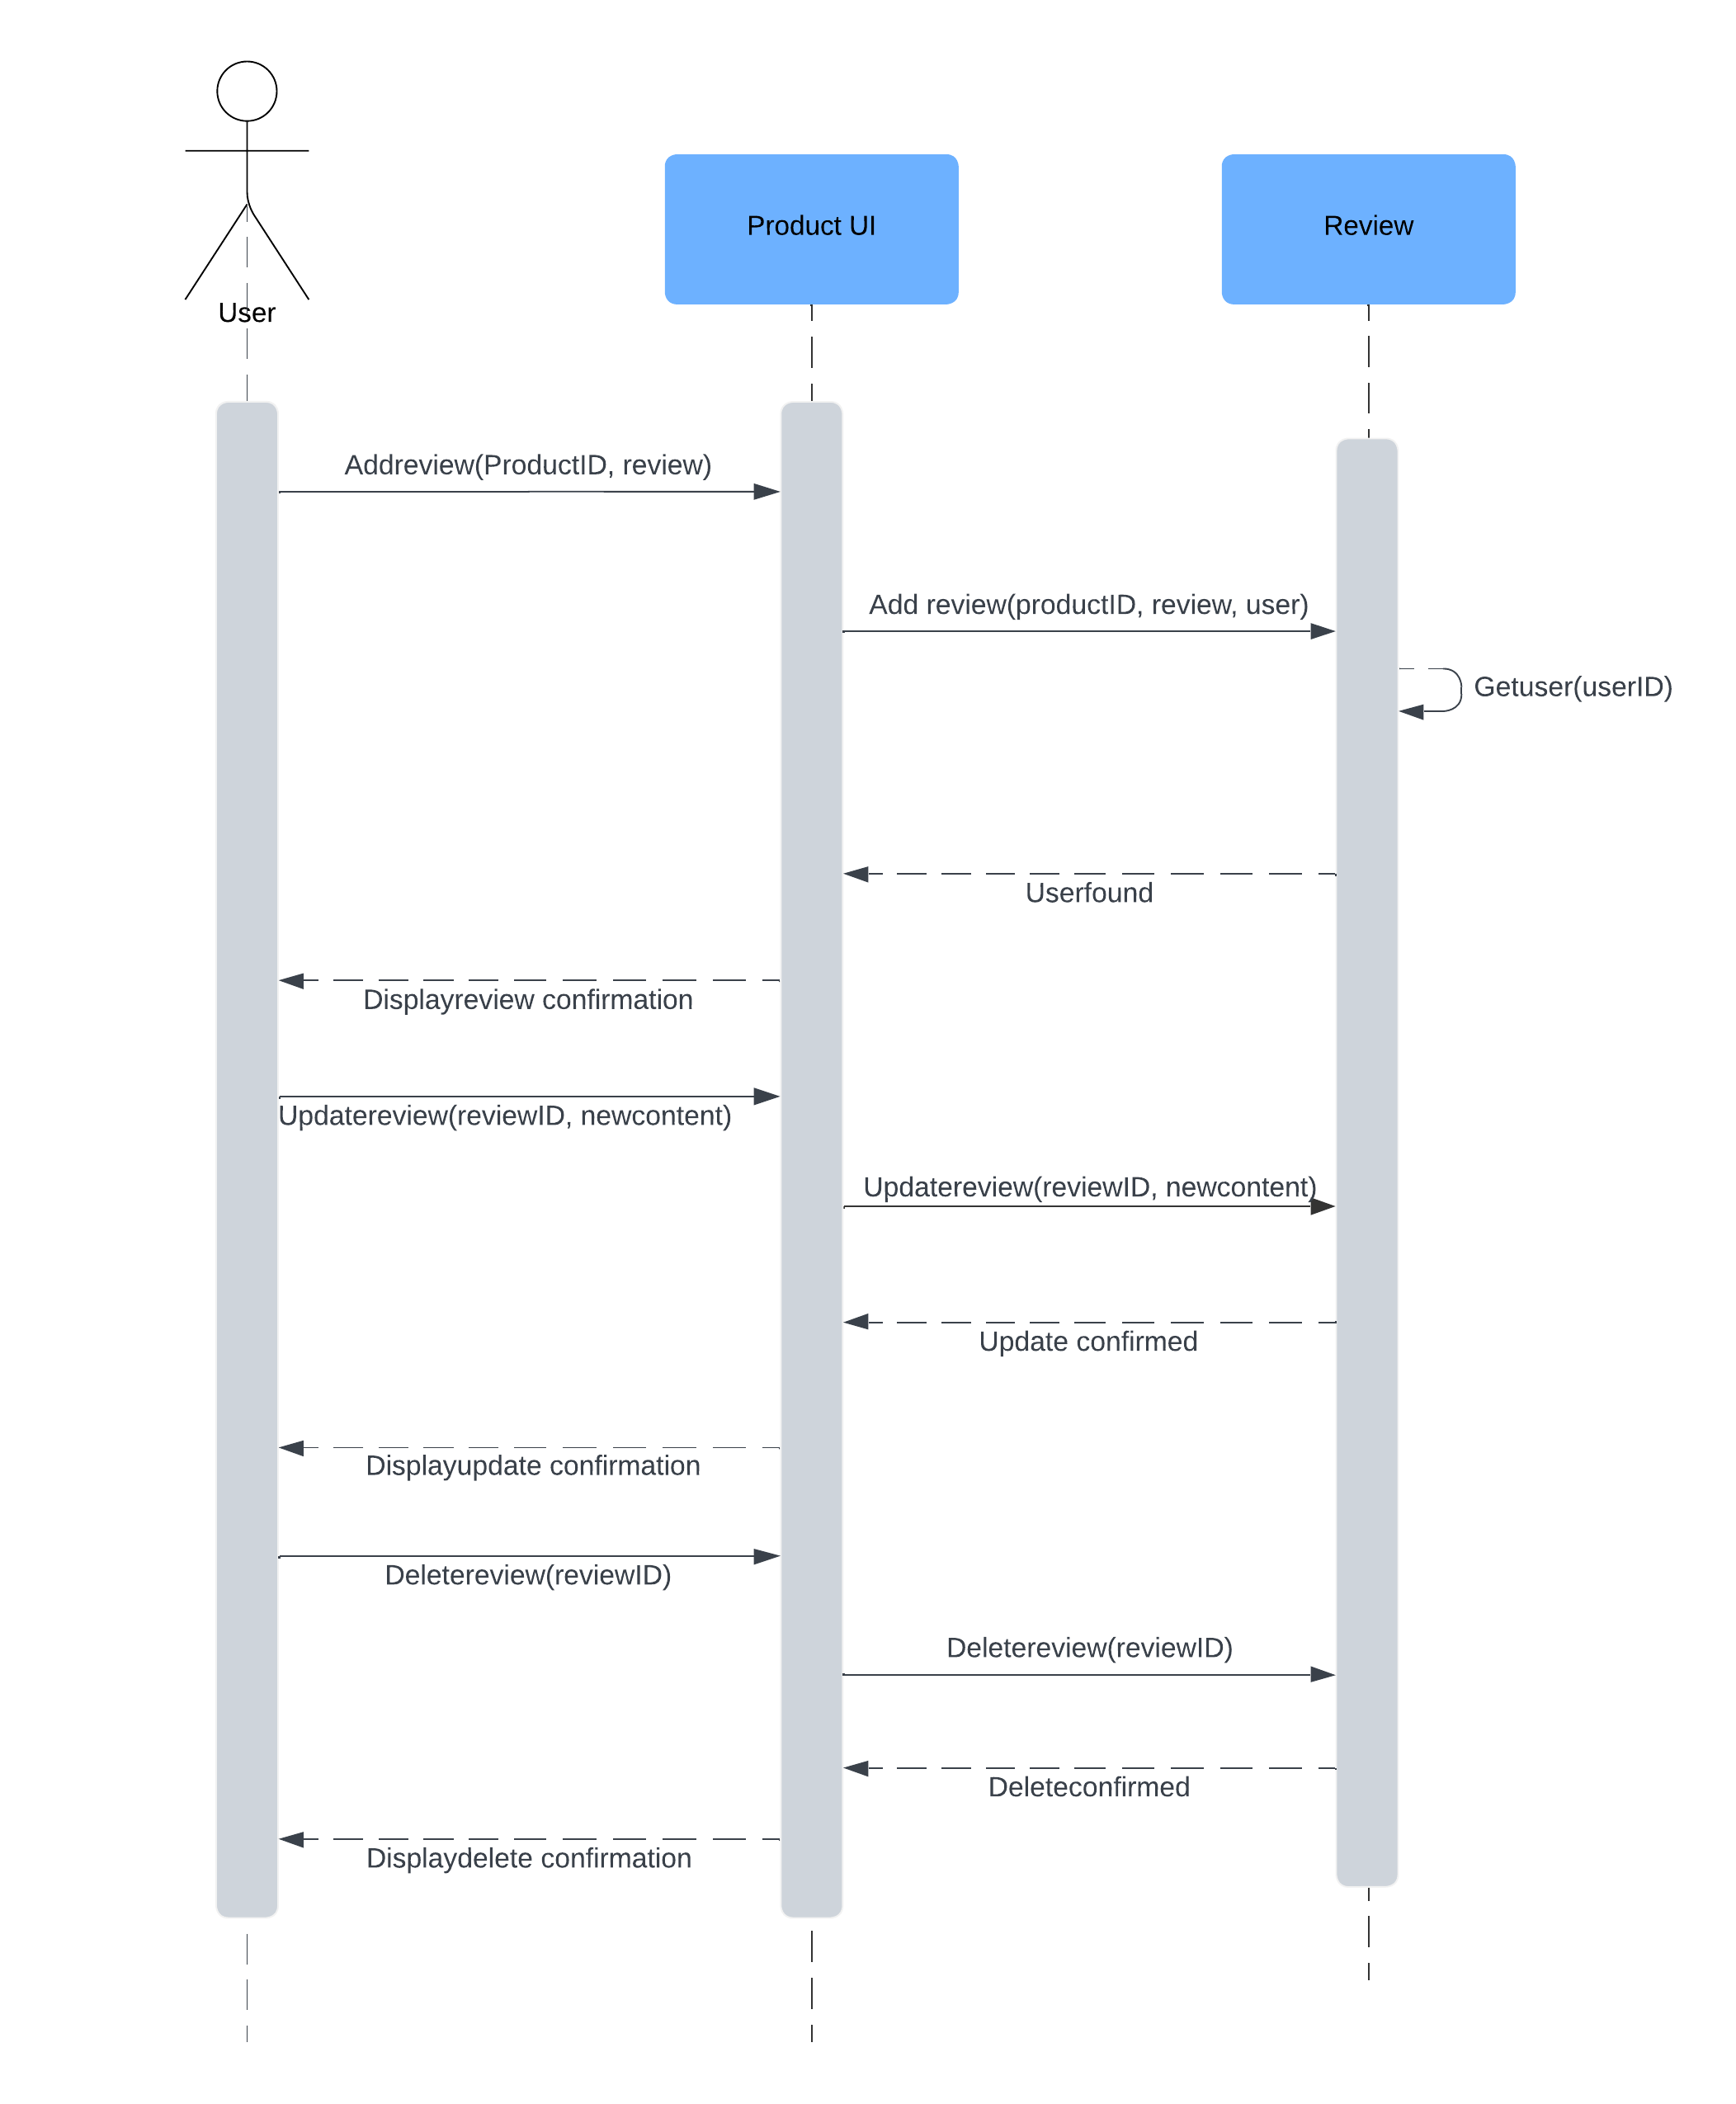 Product UI
Review
User
Addreview(ProductID, review)
Add review(productID, review, user)
Getuser(userID)
Userfound
Displayreview confirmation
Updatereview(reviewID, newcontent)
Updatereview(reviewID, newcontent)
Update confirmed
Displayupdate confirmation
Deletereview(reviewID)
Deletereview(reviewID)
Deleteconfirmed
Displaydelete confirmation